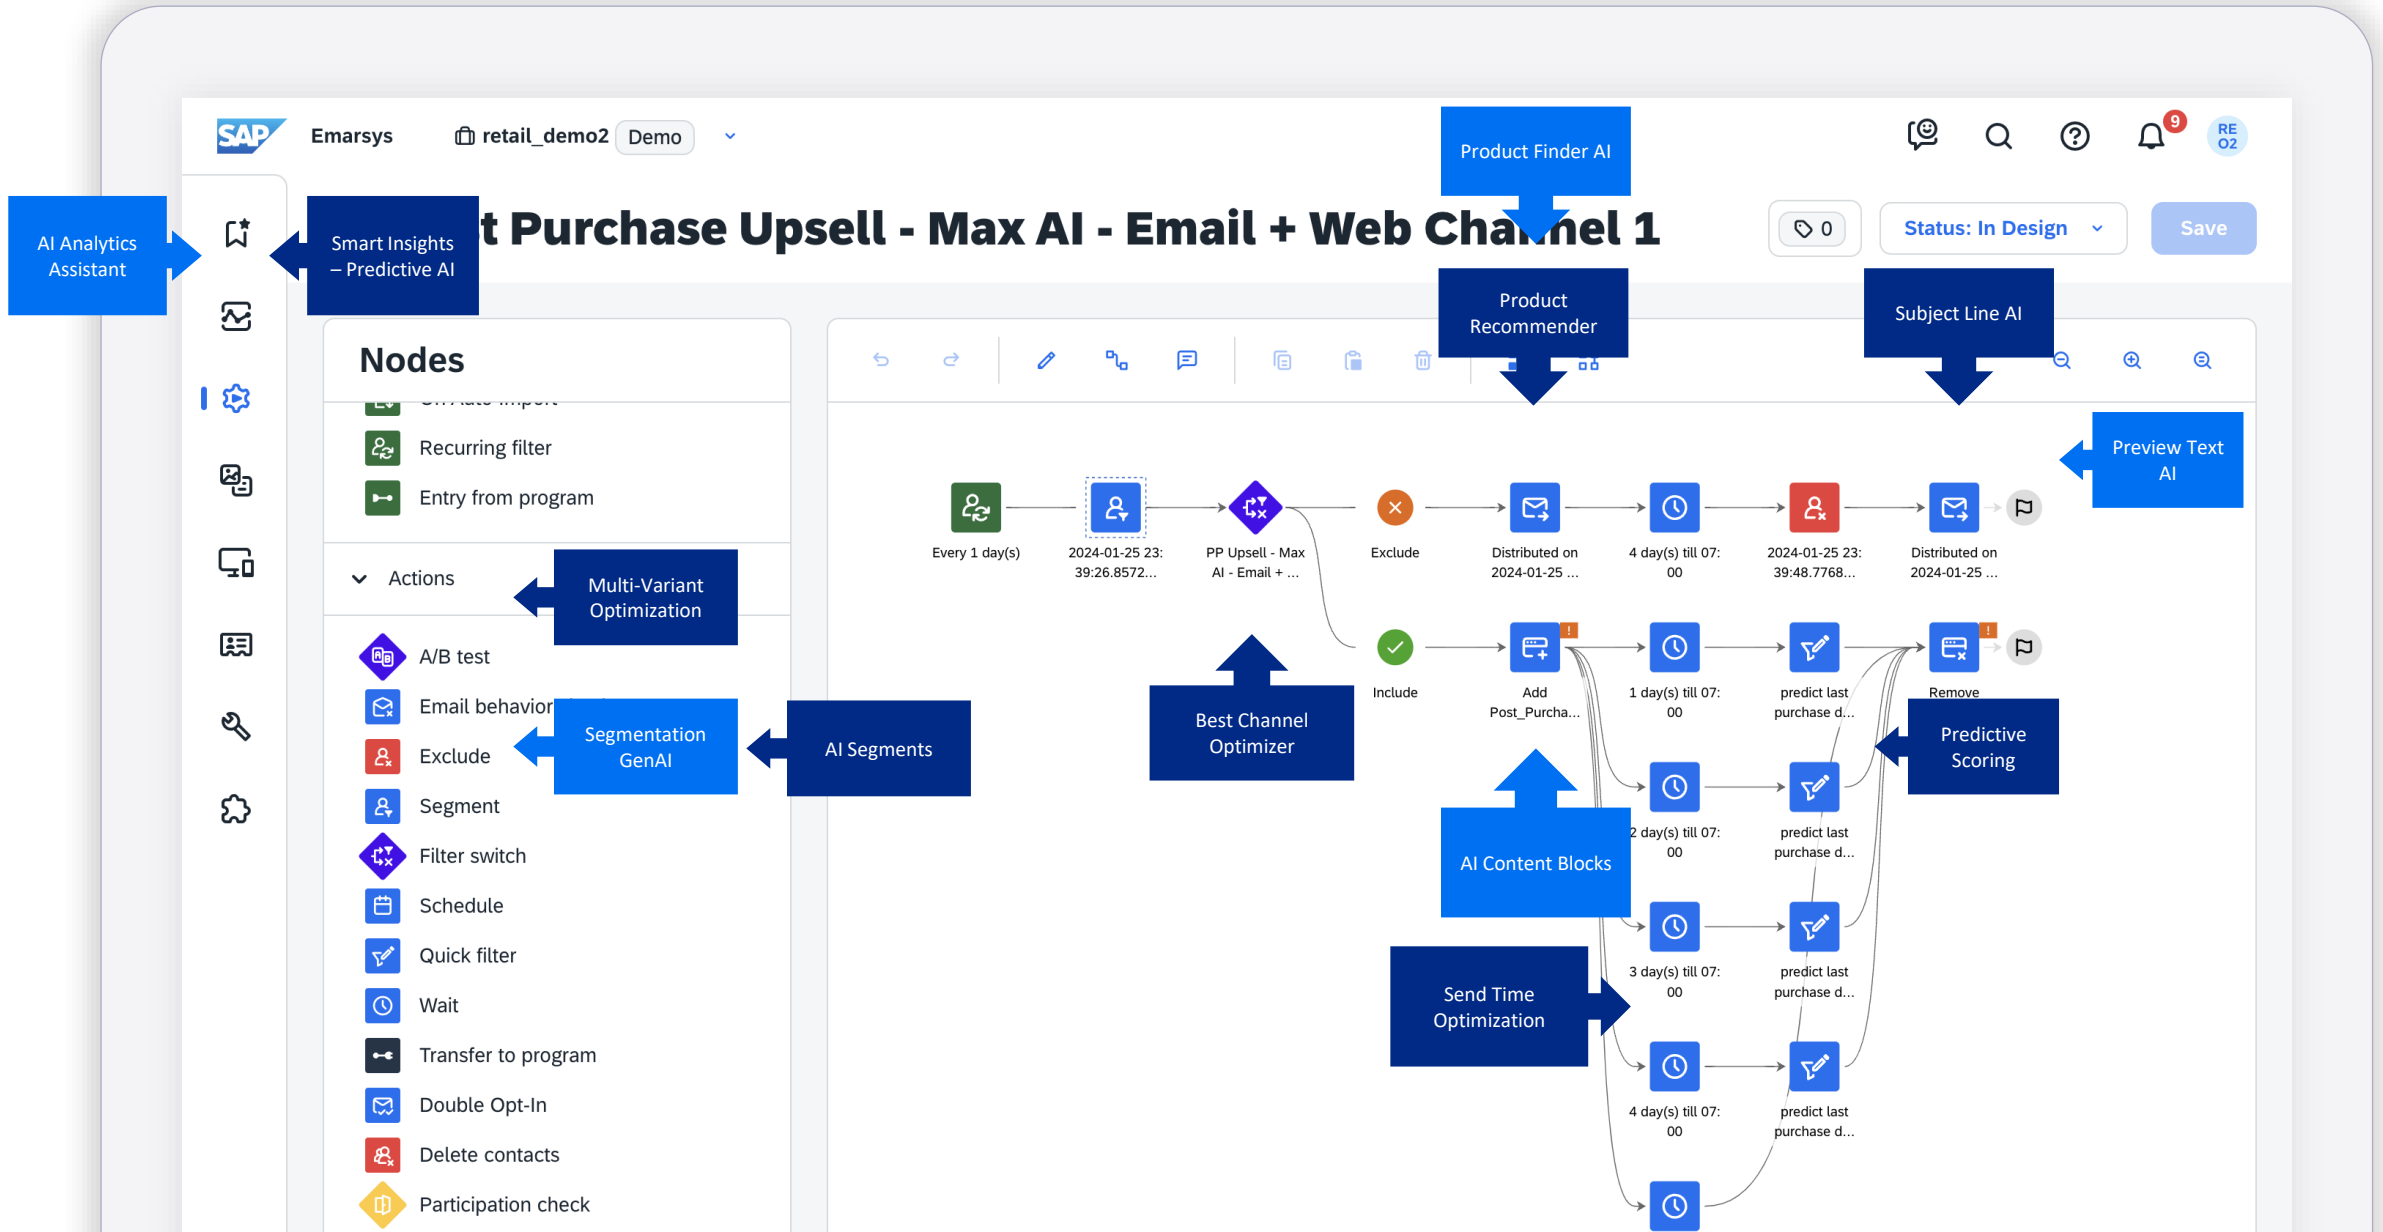 SAP
Emarsys
retail_demo2
Demo
9
RE
O2
Product Finder AI
AI Analytics
Assistant
Smart Insights
– Predictive AI
t Purchase Upsell - Max AI - Email + Web Channel 1
0
Status: In Design
Save
Product
Recommender
Subject Line AI
Nodes
Recurring filter
Entry from program
Actions
Multi-Variant
Optimization
A/B test
Email behavior
Segmentation
GenAI
AI Segments
Exclude
Segment
Filter switch
Schedule
Quick filter
Wait
Transfer to program
Double Opt-In
Delete contacts
Participation check
Preview Text
AI
Every 1 day(s)
2024-01-25 23:
39:26.8572...
PP Upsell - Max
AI - Email + ...
Exclude
Distributed on
2024-01-25 ...
4 day(s) till 07:
00
2024-01-25 23:
39:48.7768...
Distributed on
2024-01-25 ...
Include
Add
Post_Purcha...
1 day(s) till 07:
00
predict last
purchase d...
Remove
Best Channel
Optimizer
Predictive
Scoring
AI Content Blocks
2 day(s) till 07:
00
predict last
purchase d...
Send Time
Optimization
3 day(s) till 07:
00
predict last
purchase d...
4 day(s) till 07:
00
predict last
purchase d...